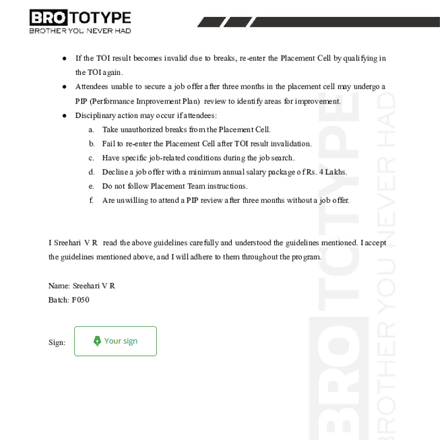 BROTOTYPE
BROTHER YOU NEVER HAD
● If the TOI result becomes invalid due to breaks, re-enter the Placement Cell by qualifying in
the TOI again.
● Attendees unable to secure a job offer after three months in the placement cell may undergo a
PIP (Performance Improvement Plan) review to identify areas for improvement.
● Disciplinary action may occur if attendees:
a. Take unauthorized breaks from the Placement Cell.
b. Fail to re-enter the Placement Cell after TOI result invalidation.
c. Have specific job-related conditions during the job search.
d. Decline a job offer with a minimum annual salary package of Rs. 4 Lakhs.
e. Do not follow Placement Team instructions.
f. Are unwilling to attend a PIP review after three months without a job offer.
I Sreehari V R read the above guidelines carefully and understood the guidelines mentioned. I accept
the guidelines mentioned above, and I will adhere to them throughout the program.
Name: Sreehari V R
Batch: F050
Sign: Your sign
BROTOTYPE
BROTHER YOU NEVER HAD